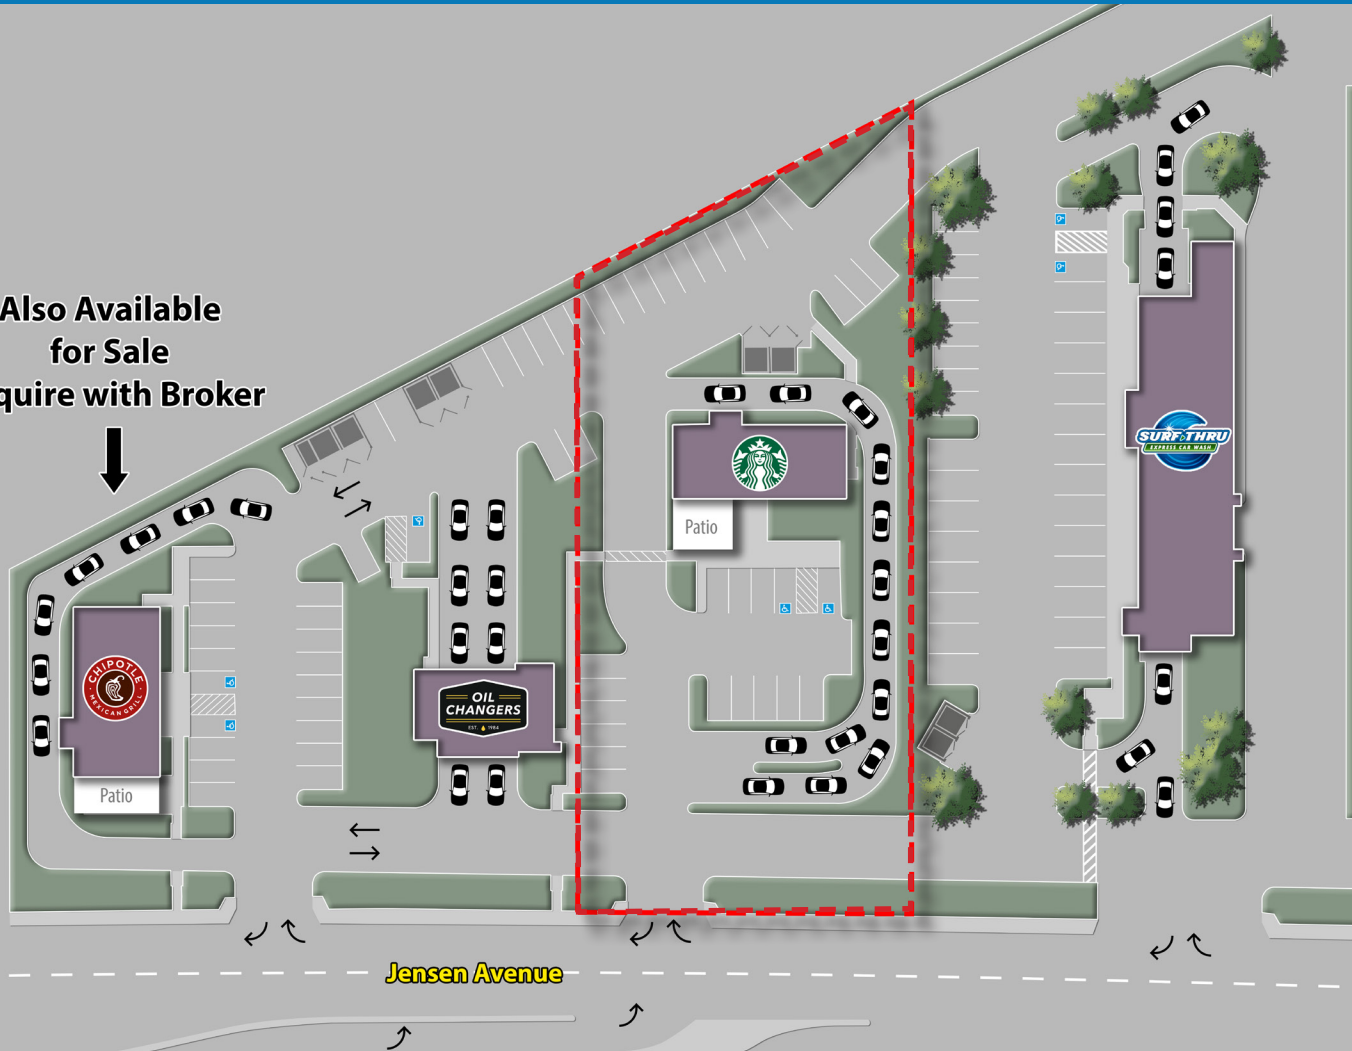 Also Available
for Sale
quire with Broker
SURF THRU
EXPRESS CAR WASH
Patio
CHIPOTLE
MEXICAN GRILL
OIL
CHANGERS
EST. 1984
Patio
Jensen Avenue